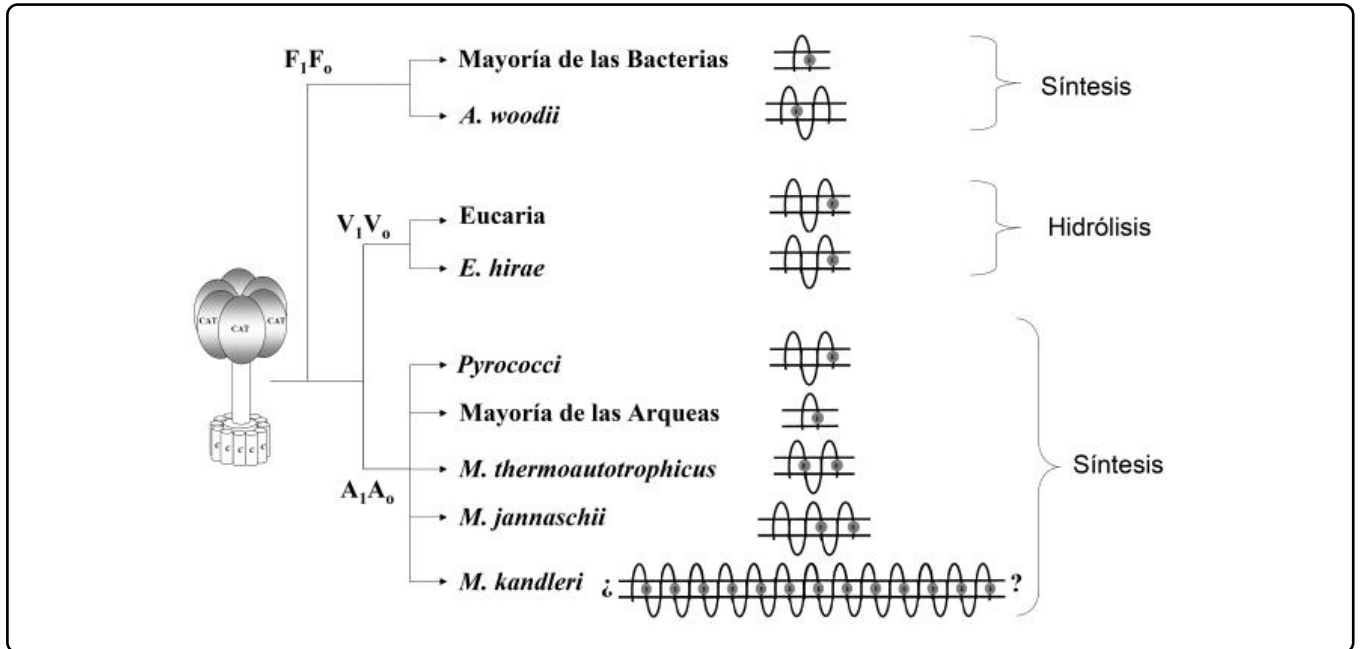 F₁Fₒ
Mayoría de las Bacterias
A. woodii
Síntesis
V₁Vₒ
Eucaria
E. hirae
Hidrólisis
CAT CAT CAT
C C C C C
A₁Aₒ
Pyrococci
Mayoría de las Arqueas
M. thermoautotrophicus
M. jannaschii
M. kandleri ¿ ?
Síntesis